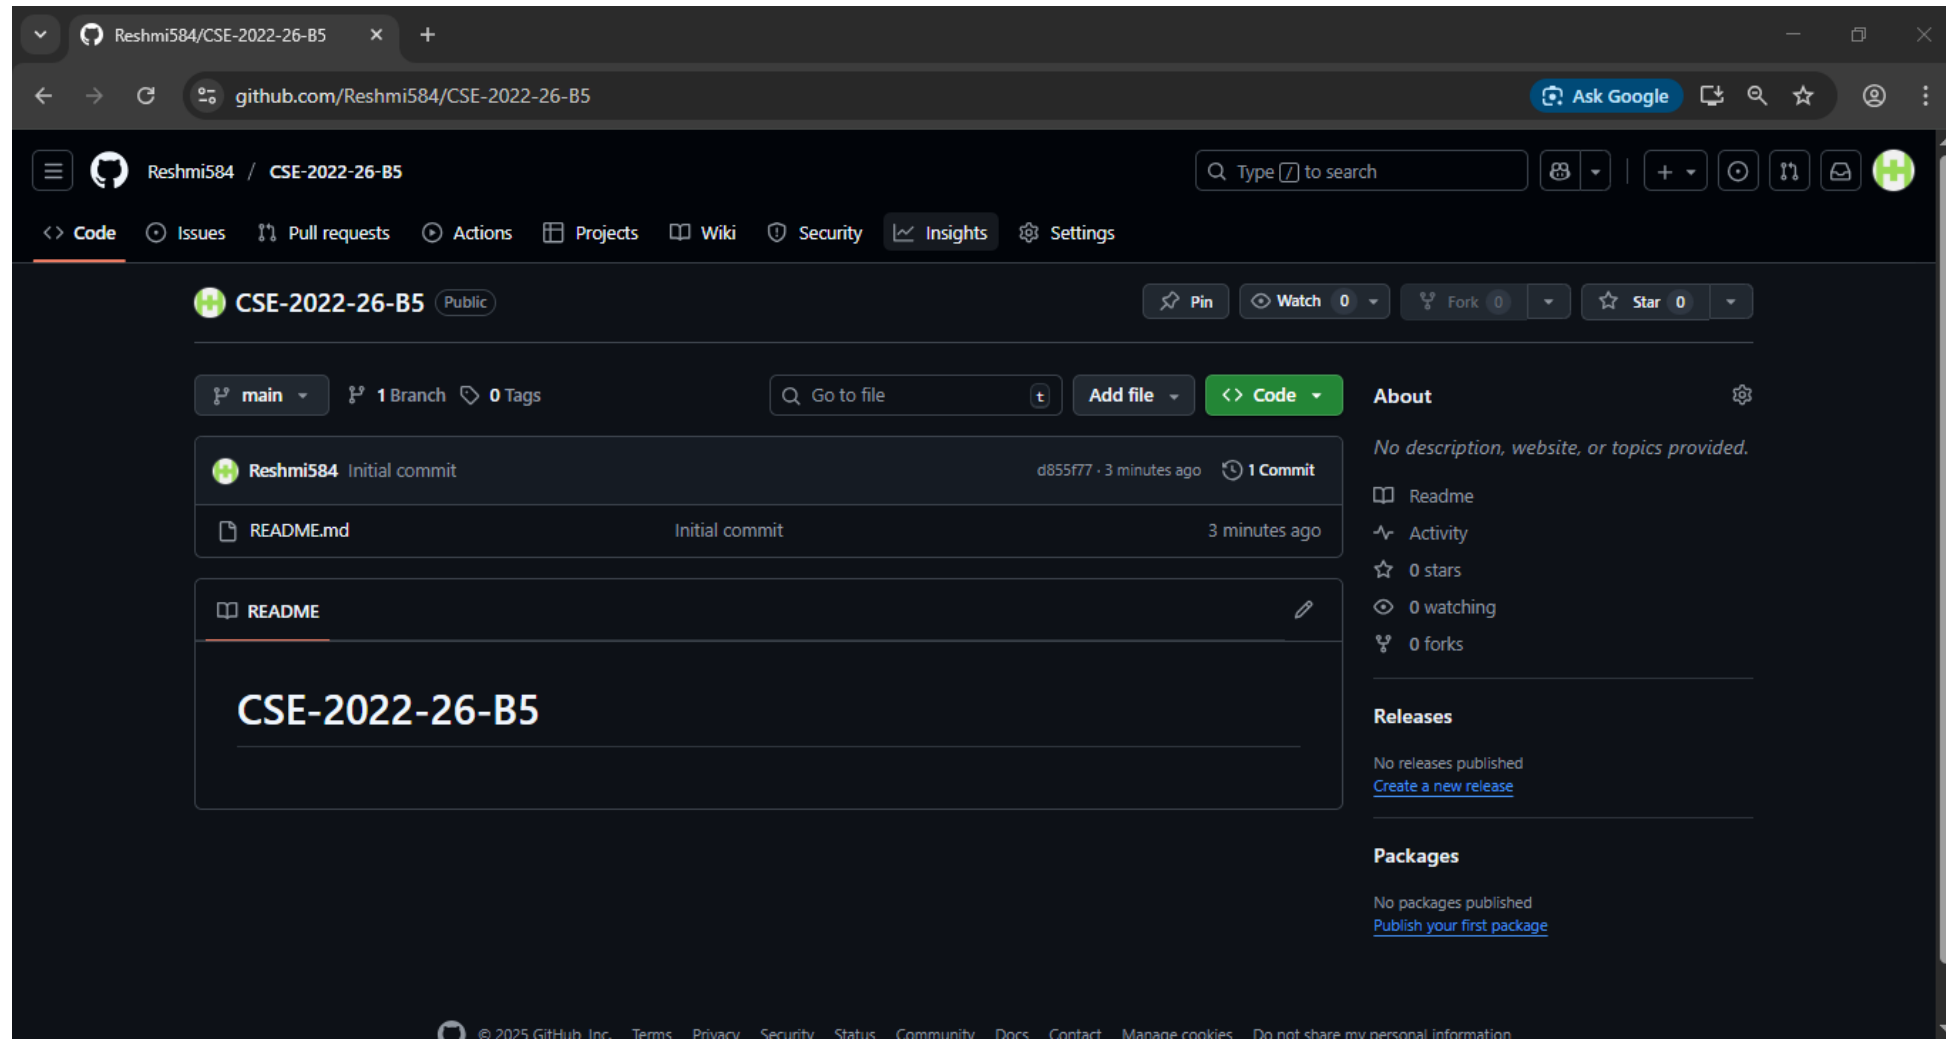 Reshmi584/CSE-2022-26-B5
github.com/Reshmi584/CSE-2022-26-B5
Ask Google
Reshmi584 / CSE-2022-26-B5
Type / to search
Code Issues Pull requests Actions Projects Wiki Security Insights Settings
CSE-2022-26-B5 Public
Pin Watch 0 Fork 0 Star 0
main 1 Branch 0 Tags Go to file t Add file Code
Reshmi584 Initial commit d855f77 · 3 minutes ago 1 Commit
README.md Initial commit 3 minutes ago
README
CSE-2022-26-B5
About
No description, website, or topics provided.
Readme
Activity
0 stars
0 watching
0 forks
Releases
No releases published
Create a new release
Packages
No packages published
Publish your first package
© 2025 GitHub, Inc. Terms Privacy Security Status Community Docs Contact Manage cookies Do not share my personal information